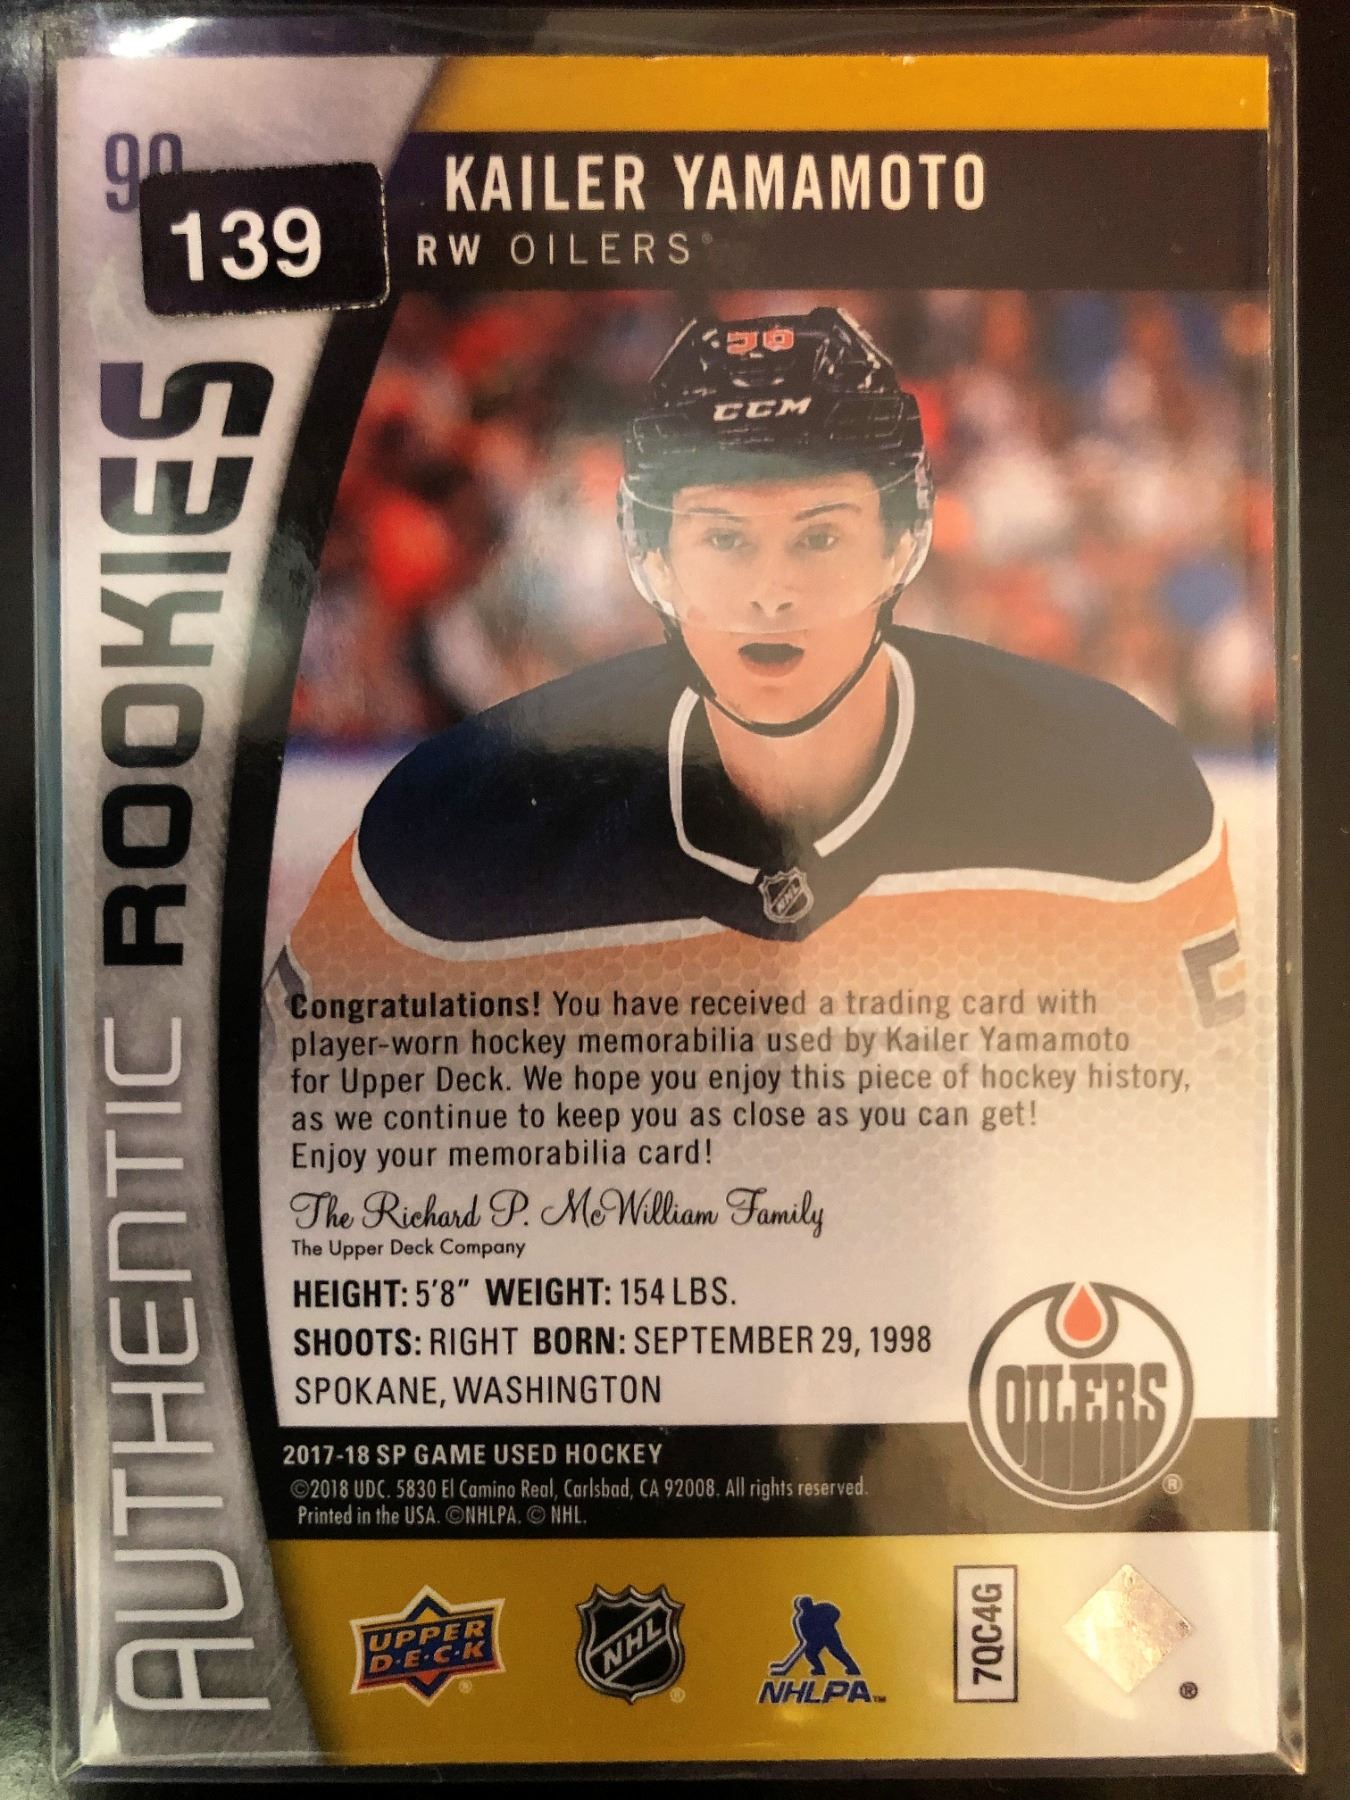 139
KAILER YAMAMOTO
RW OILERS
AUTHENTIC ROOKIES
56
CCM
NHL
Congratulations! You have received a trading card with
player-worn hockey memorabilia used by Kailer Yamamoto
for Upper Deck. We hope you enjoy this piece of hockey history,
as we continue to keep you as close as you can get!
Enjoy your memorabilia card!
The Richard P. McWilliam Family
The Upper Deck Company
HEIGHT: 5'8" WEIGHT: 154 LBS.
SHOOTS: RIGHT BORN: SEPTEMBER 29, 1998
SPOKANE, WASHINGTON
OILERS ®
2017-18 SP GAME USED HOCKEY
©2018 UDC. 5830 El Camino Real, Carlsbad, CA 92008. All rights reserved.
Printed in the USA. ©NHLPA. © NHL.
UPPER
D·E·C·K ®
NHL ®
NHLPA™
7QC4G
®